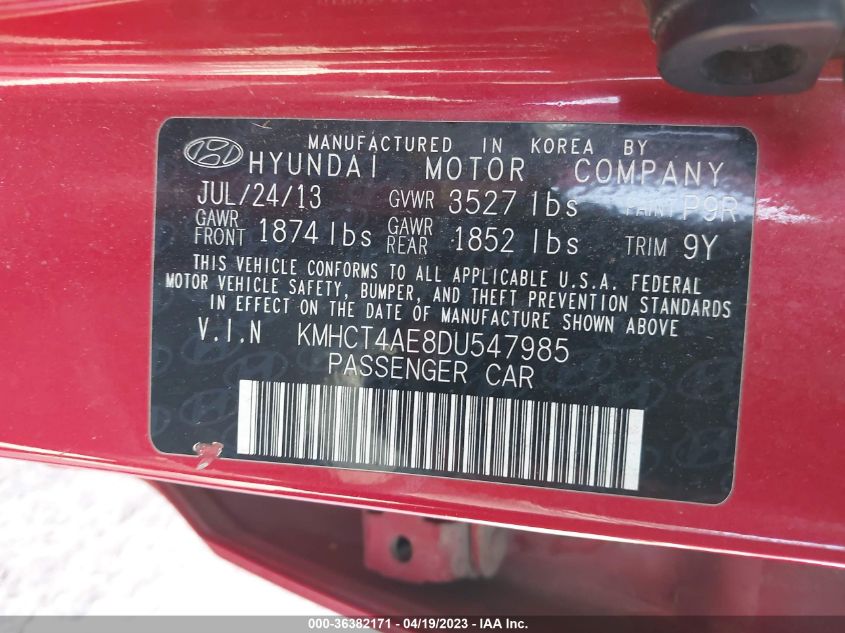 MANUFACTURED IN KOREA BY
HYUNDAI MOTOR COMPANY
JUL/24/13 GVWR 3527 lbs PAINT P9R
GAWR FRONT 1874 lbs GAWR REAR 1852 lbs TRIM 9Y
THIS VEHICLE CONFORMS TO ALL APPLICABLE U.S.A. FEDERAL
MOTOR VEHICLE SAFETY, BUMPER, AND THEFT PREVENTION STANDARDS
IN EFFECT ON THE DATE OF MANUFACTURE SHOWN ABOVE
V.I.N KMHCT4AE8DU547985
PASSENGER CAR
000-36382171 - 04/19/2023 - IAA Inc.